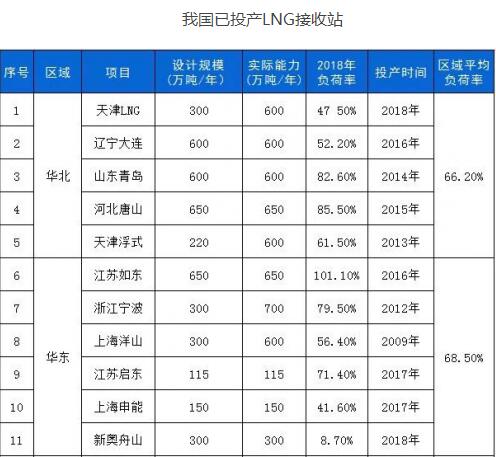 我国已投产LNG接收站
序号 区域 项目 设计规模(万吨/年) 实际能力(万吨/年) 2018年负荷率 投产时间 区域平均负荷率
1 华北 天津LNG 300 600 47 50% 2018年 66.20%
2 辽宁大连 600 600 52.20% 2016年
3 山东青岛 600 600 82.60% 2014年
4 河北唐山 650 650 85.50% 2015年
5 天津浮式 220 600 61.50% 2013年
6 华东 江苏如东 650 650 101.10% 2016年 68.50%
7 浙江宁波 300 700 79.50% 2012年
8 上海洋山 300 600 56.40% 2009年
9 江苏启东 115 115 71.40% 2017年
10 上海申能 150 150 41.60% 2017年
11 新奥舟山 300 300 8.70% 2018年